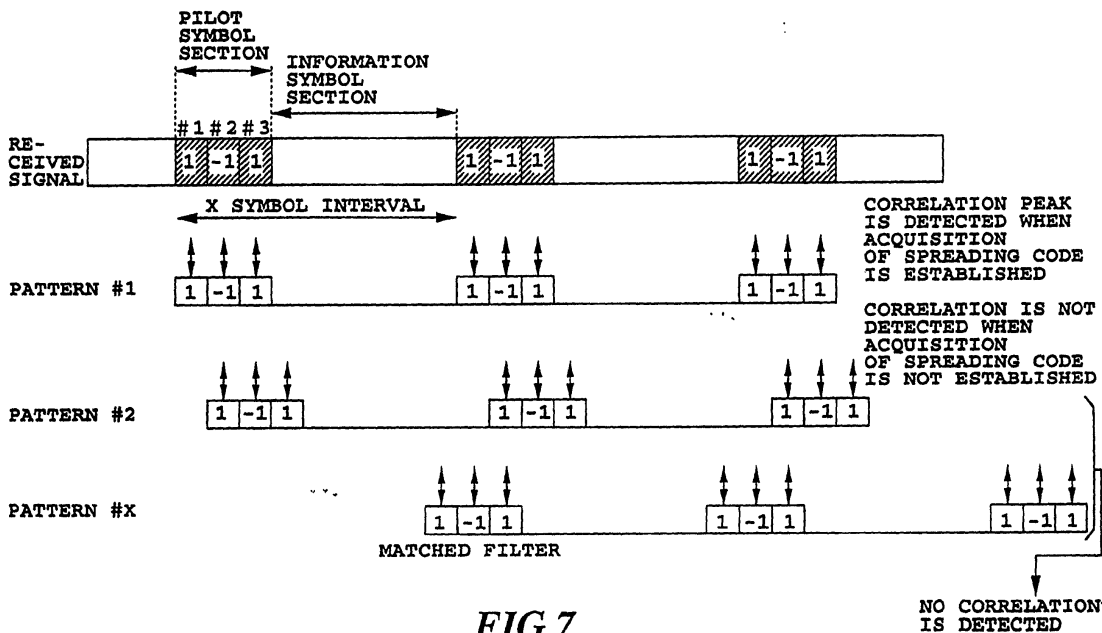 PILOT
SYMBOL
SECTION
INFORMATION
SYMBOL
SECTION
#1 #2 #3
RE-
CEIVED
SIGNAL
1 -1 1 1 -1 1 1 -1 1
X SYMBOL INTERVAL
CORRELATION PEAK
IS DETECTED WHEN
ACQUISITION
OF SPREADING CODE
IS ESTABLISHED
PATTERN #1
1 -1 1 1 -1 1 1 -1 1
CORRELATION IS NOT
DETECTED WHEN
ACQUISITION
OF SPREADING CODE
IS NOT ESTABLISHED
PATTERN #2
1 -1 1 1 -1 1 1 -1 1
PATTERN #X
1 -1 1 1 -1 1 1 -1 1
MATCHED FILTER
NO CORRELATION
IS DETECTED
FIG.7